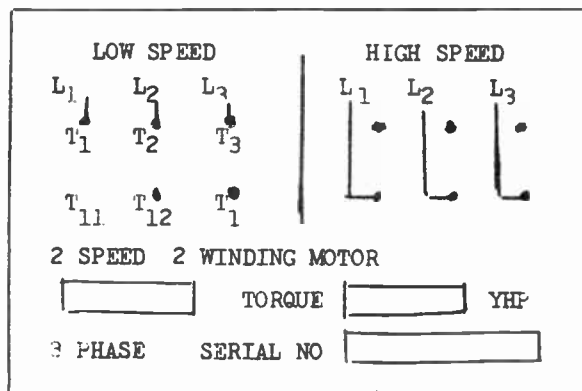 LOW SPEED HIGH SPEED
L1 L2 L3 L1 L2 L3
T1 T2 T3
T11 T12 T1
2 SPEED 2 WINDING MOTOR
TORQUE YHP
3 PHASE SERIAL NO